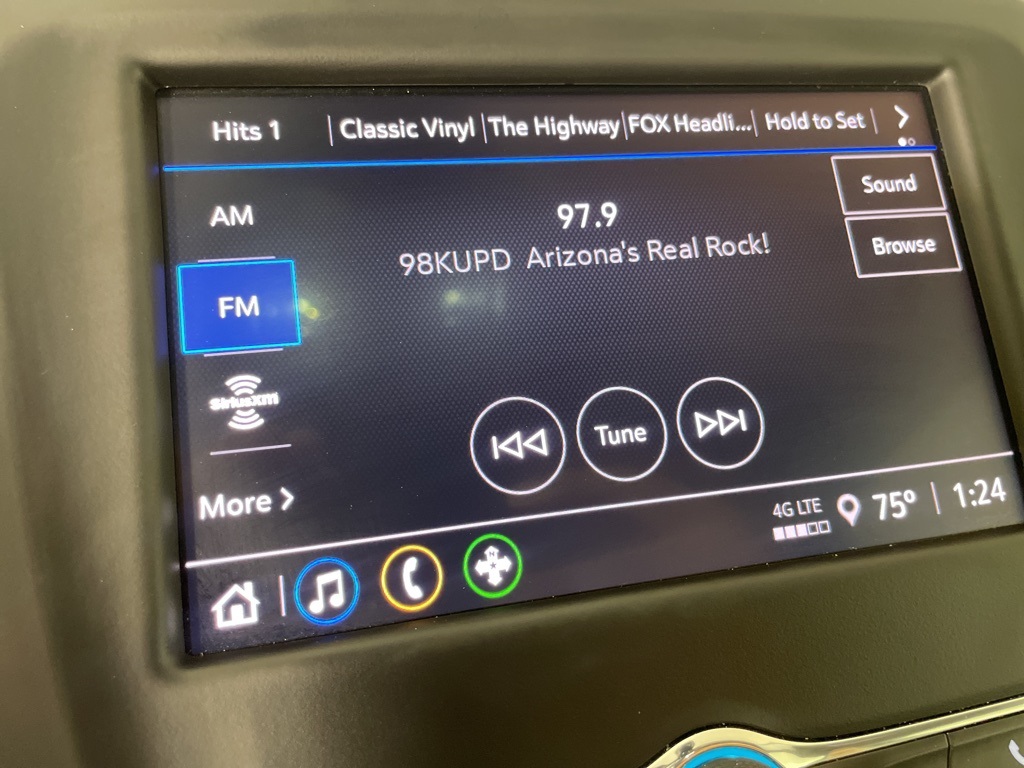 Hits 1
Classic Vinyl
The Highway
FOX Headli...
Hold to Set
Sound
AM
97.9
98KUPD Arizona's Real Rock!
Browse
FM
SiriusXM
Tune
More
4G LTE
75°
1:24
N